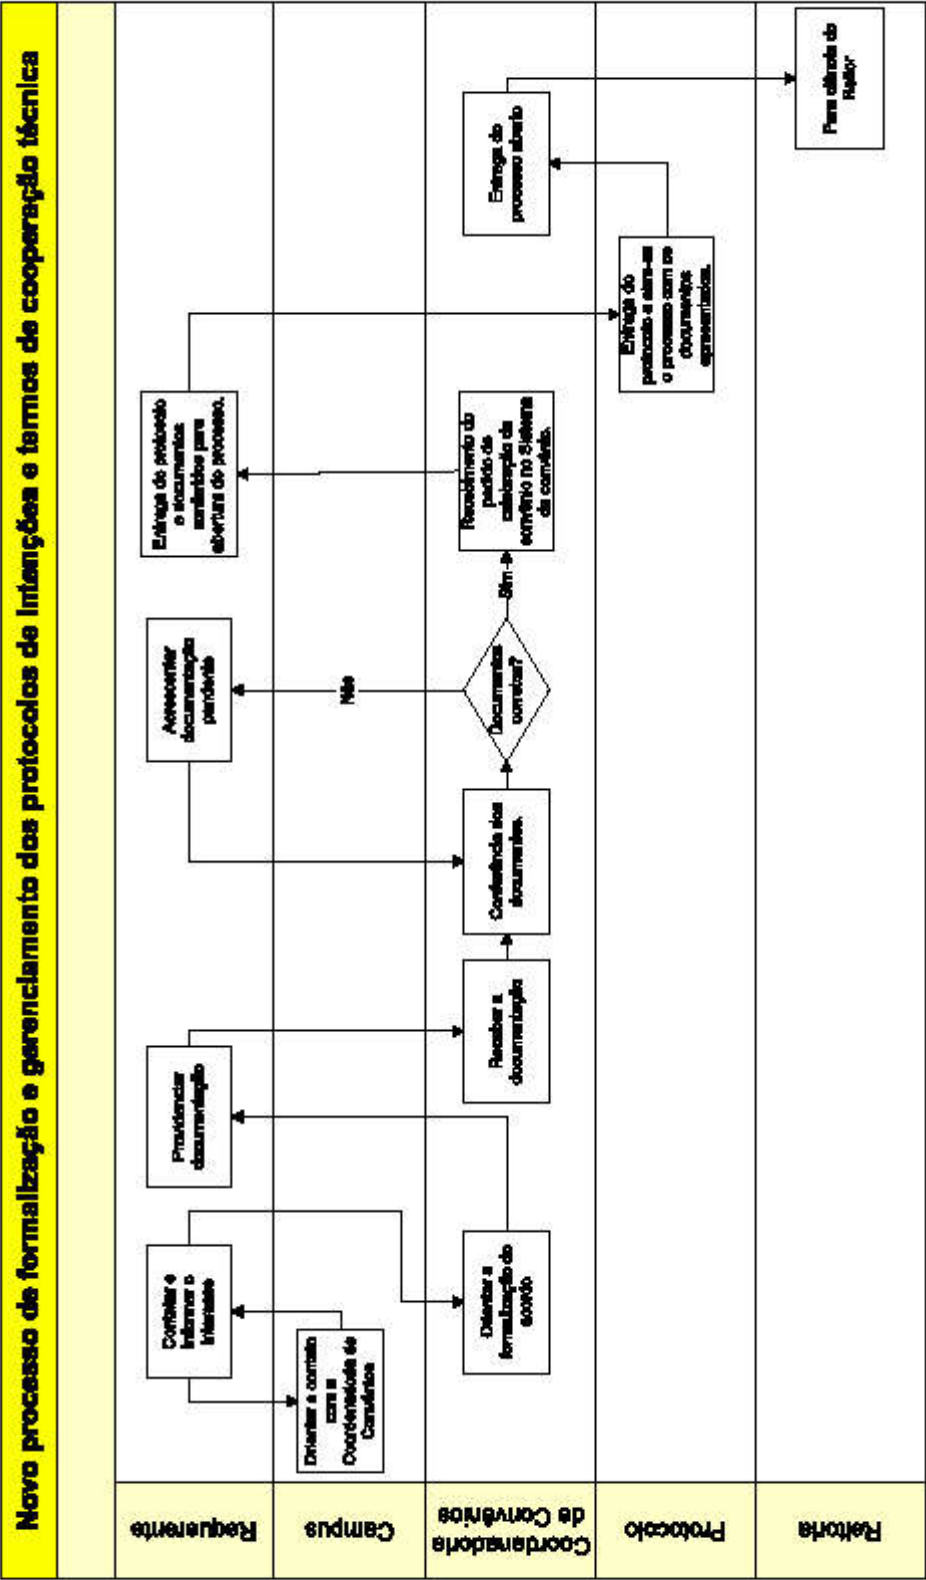 Novo processo de formalização e gerenciamento dos protocolos de intenções e termos de cooperação técnica
Requerente
Contatar e
informar o
interesse
Providenciar
documentação
Acrescentar
documentação
pendente
Entrega do protocolo
e documentos
conferidos para
abertura do processo.
Campus
Orientar o contato
com a
Coordenadoria de
Convênios
Não
Coordenadoria
de Convênios
Orientar a
formalização do
acordo
Receber a
documentação
Conferência dos
documentos.
Documentos
corretos?
Sim
Recebimento do
pedido de
celebração de
convênio no Sistema
de convênio.
Entrega do
processo aberto
Protocolo
Entrega do
protocolo e abre-se
o processo com os
documentos
apresentados.
Reitoria
Para ciência do
Reitor